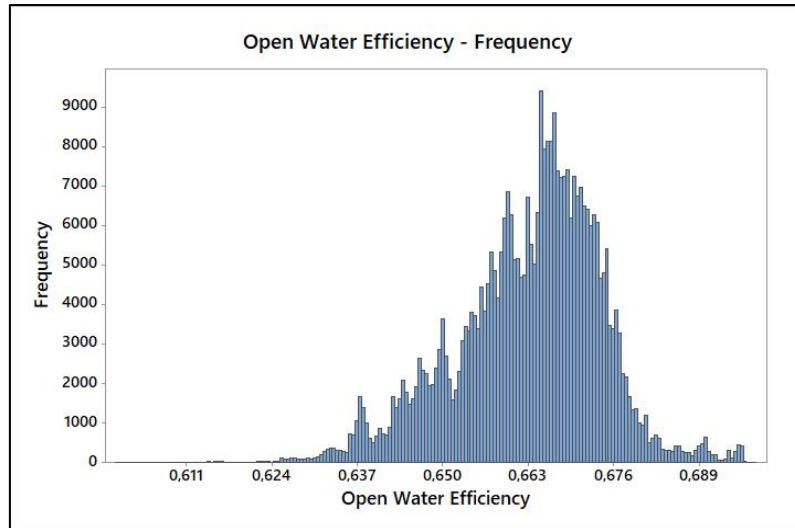 Open Water Efficiency - Frequency
9000
8000
7000
6000
5000
4000
3000
2000
1000
0
Frequency
0,611 0,624 0,637 0,650 0,663 0,676 0,689
Open Water Efficiency